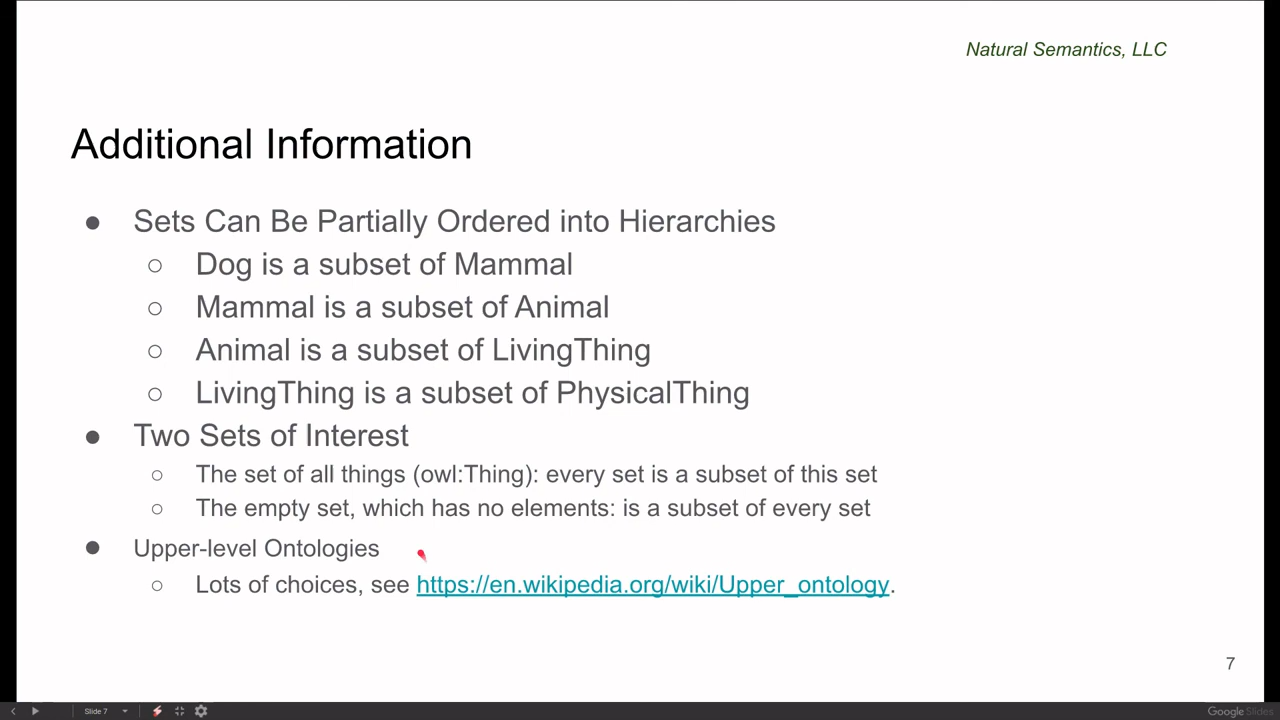 Natural Semantics, LLC
Additional Information
● Sets Can Be Partially Ordered into Hierarchies
○ Dog is a subset of Mammal
○ Mammal is a subset of Animal
○ Animal is a subset of LivingThing
○ LivingThing is a subset of PhysicalThing
● Two Sets of Interest
○ The set of all things (owl:Thing): every set is a subset of this set
○ The empty set, which has no elements: is a subset of every set
● Upper-level Ontologies
○ Lots of choices, see https://en.wikipedia.org/wiki/Upper_ontology.
7
Slide 7
Google Slides